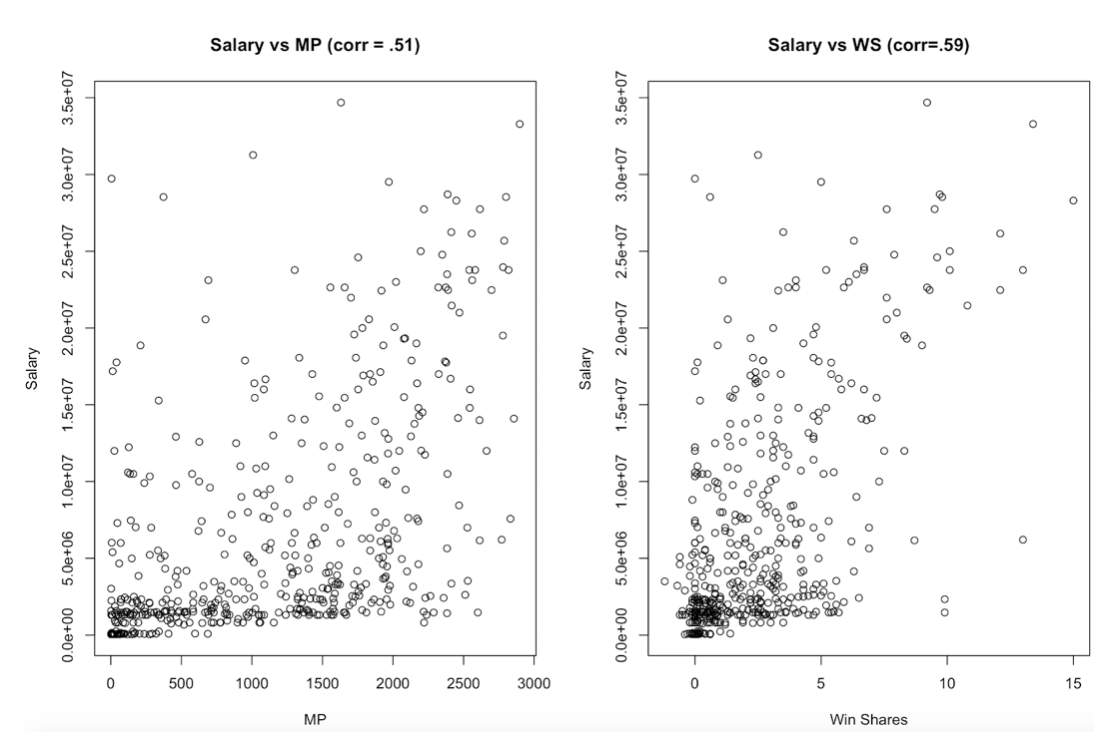 Salary vs MP (corr = .51)
Salary
3.5e+07
3.0e+07
2.5e+07
2.0e+07
1.5e+07
1.0e+07
5.0e+06
0.0e+00
0 500 1000 1500 2000 2500 3000
MP
Salary vs WS (corr=.59)
Salary
3.5e+07
3.0e+07
2.5e+07
2.0e+07
1.5e+07
1.0e+07
5.0e+06
0.0e+00
0 5 10 15
Win Shares